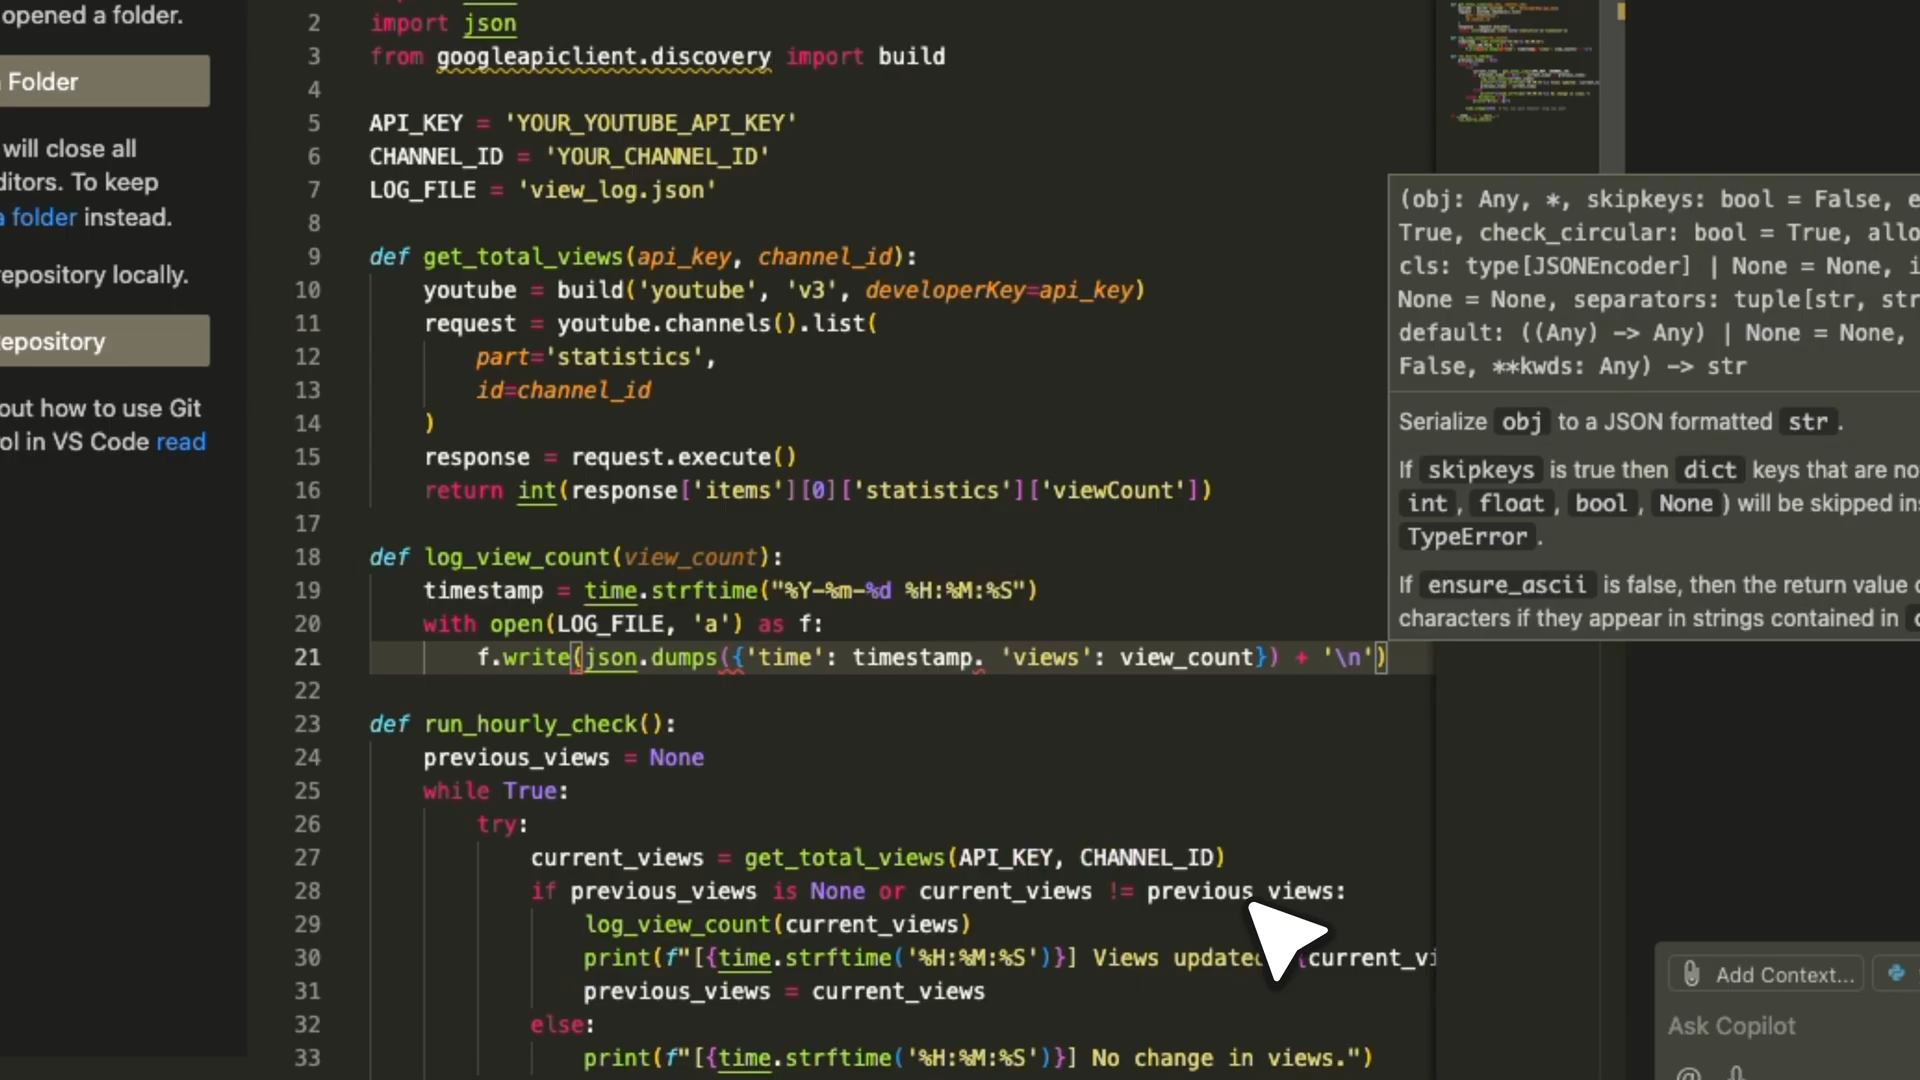 opened a folder.
Folder
will close all
ditors. To keep
a folder instead.
repository locally.
epository
out how to use Git
ol in VS Code read
2 import json
3 from googleapiclient.discovery import build
4
5 API_KEY = 'YOUR_YOUTUBE_API_KEY'
6 CHANNEL_ID = 'YOUR_CHANNEL_ID'
7 LOG_FILE = 'view_log.json'
8
9 def get_total_views(api_key, channel_id):
10 youtube = build('youtube', 'v3', developerKey=api_key)
11 request = youtube.channels().list(
12 part='statistics',
13 id=channel_id
14 )
15 response = request.execute()
16 return int(response['items'][0]['statistics']['viewCount'])
17
18 def log_view_count(view_count):
19 timestamp = time.strftime("%Y-%m-%d %H:%M:%S")
20 with open(LOG_FILE, 'a') as f:
21 f.write(json.dumps({'time': timestamp. 'views': view_count}) + '\n')
22
23 def run_hourly_check():
24 previous_views = None
25 while True:
26 try:
27 current_views = get_total_views(API_KEY, CHANNEL_ID)
28 if previous_views is None or current_views != previous_views:
29 log_view_count(current_views)
30 print(f"[{time.strftime('%H:%M:%S')}] Views updated {current_vi
31 previous_views = current_views
32 else:
33 print(f"[{time.strftime('%H:%M:%S')}] No change in views.")
(obj: Any, *, skipkeys: bool = False, e
True, check_circular: bool = True, allo
cls: type[JSONEncoder] | None = None, i
None = None, separators: tuple[str, str
default: ((Any) -> Any) | None = None,
False, **kwds: Any) -> str
Serialize obj to a JSON formatted str.
If skipkeys is true then dict keys that are no
int, float, bool, None) will be skipped ins
TypeError.
If ensure_ascii is false, then the return value
characters if they appear in strings contained in
Add Context...
Ask Copilot
@